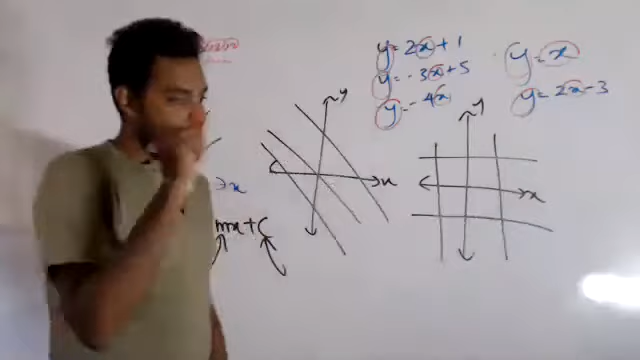 y = 2x + 1
y = -3x + 5
y = -4x
y = x
y = 2x - 3
y
x
y
x
x
mx + c